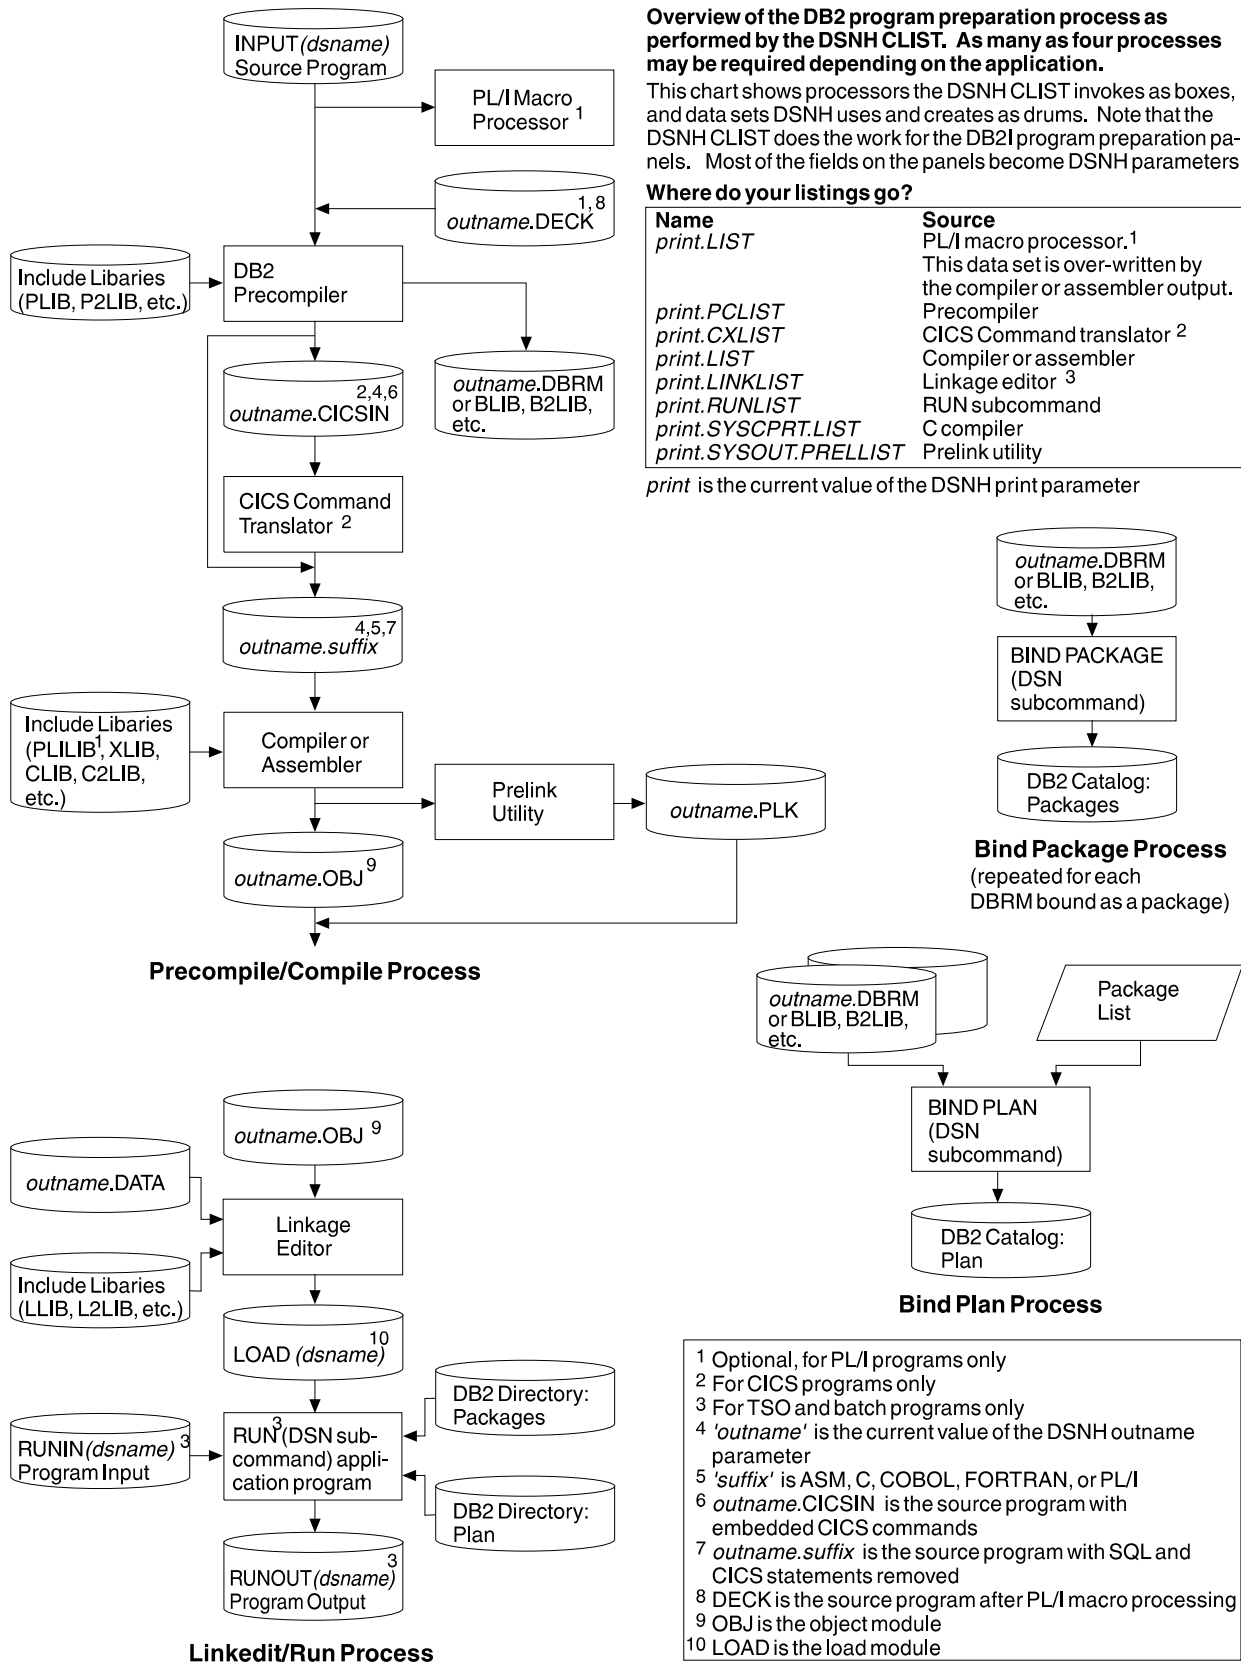 INPUT(dsname)
Source Program
PL/I Macro
Processor 1
1,8
outname.DECK
Include Libaries
(PLIB, P2LIB, etc.)
DB2
Precompiler
2,4,6
outname.CICSIN
outname.DBRM
or BLIB, B2LIB,
etc.
CICS Command
Translator 2
4,5,7
outname.suffix
Include Libaries
(PLILIB1, XLIB,
CLIB, C2LIB,
etc.)
Compiler or
Assembler
Prelink
Utility
outname.PLK
outname.OBJ 9
Precompile/Compile Process
Overview of the DB2 program preparation process as
performed by the DSNH CLIST. As many as four processes
may be required depending on the application.
This chart shows processors the DSNH CLIST invokes as boxes,
and data sets DSNH uses and creates as drums. Note that the
DSNH CLIST does the work for the DB2I program preparation pa-
nels. Most of the fields on the panels become DSNH parameters
Where do your listings go?
Name Source
print.LIST PL/I macro processor.1
This data set is over-written by
the compiler or assembler output.
print.PCLIST Precompiler
print.CXLIST CICS Command translator 2
print.LIST Compiler or assembler
print.LINKLIST Linkage editor 3
print.RUNLIST RUN subcommand
print.SYSCPRT.LIST C compiler
print.SYSOUT.PRELLIST Prelink utility
print is the current value of the DSNH print parameter
outname.DBRM
or BLIB, B2LIB,
etc.
BIND PACKAGE
(DSN
subcommand)
DB2 Catalog:
Packages
Bind Package Process
(repeated for each
DBRM bound as a package)
outname.DBRM
or BLIB, B2LIB,
etc.
Package
List
BIND PLAN
(DSN
subcommand)
DB2 Catalog:
Plan
Bind Plan Process
outname.OBJ 9
outname.DATA
Linkage
Editor
Include Libaries
(LLIB, L2LIB, etc.)
10
LOAD (dsname)
DB2 Directory:
Packages
RUNIN(dsname) 3
Program Input
3
RUN (DSN sub-
command) appli-
cation program
DB2 Directory:
Plan
3
RUNOUT(dsname)
Program Output
Linkedit/Run Process
1 Optional, for PL/I programs only
2 For CICS programs only
3 For TSO and batch programs only
4 'outname' is the current value of the DSNH outname
parameter
5 'suffix' is ASM, C, COBOL, FORTRAN, or PL/I
6 outname.CICSIN is the source program with
embedded CICS commands
7 outname.suffix is the source program with SQL and
CICS statements removed
8 DECK is the source program after PL/I macro processing
9 OBJ is the object module
10 LOAD is the load module